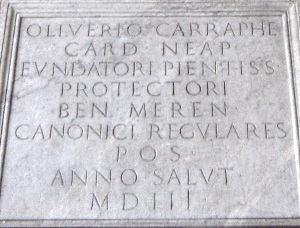 OLIVERIO CARRAPHE
CARD NEAP
FVNDATORI PIENTISS
PROTECTORI
BEN MEREN
CANONICI REGVLARES
POS
ANNO SALVT
MDIII